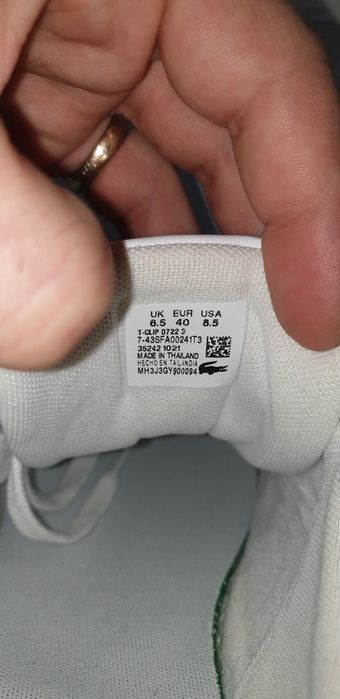 UK EUR USA
6.5 40 8.5
T-CLIP 0722 3
7-43SFA00241T3
35242 1021
MADE IN THAILAND
HECHO EN TAILANDIA
MH3J3GY900094